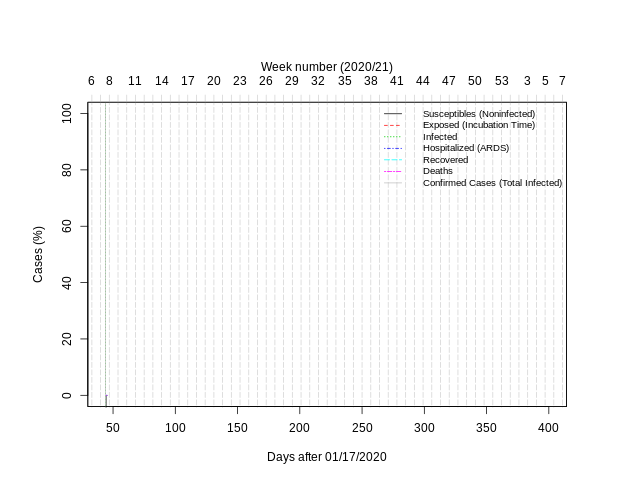 Week number (2020/21)
6 8 11 14 17 20 23 26 29 32 35 38 41 44 47 50 53 3 5 7
100
80
60
40
20
0
Cases (%)
Susceptibles (Noninfected)
Exposed (Incubation Time)
Infected
Hospitalized (ARDS)
Recovered
Deaths
Confirmed Cases (Total Infected)
50 100 150 200 250 300 350 400
Days after 01/17/2020